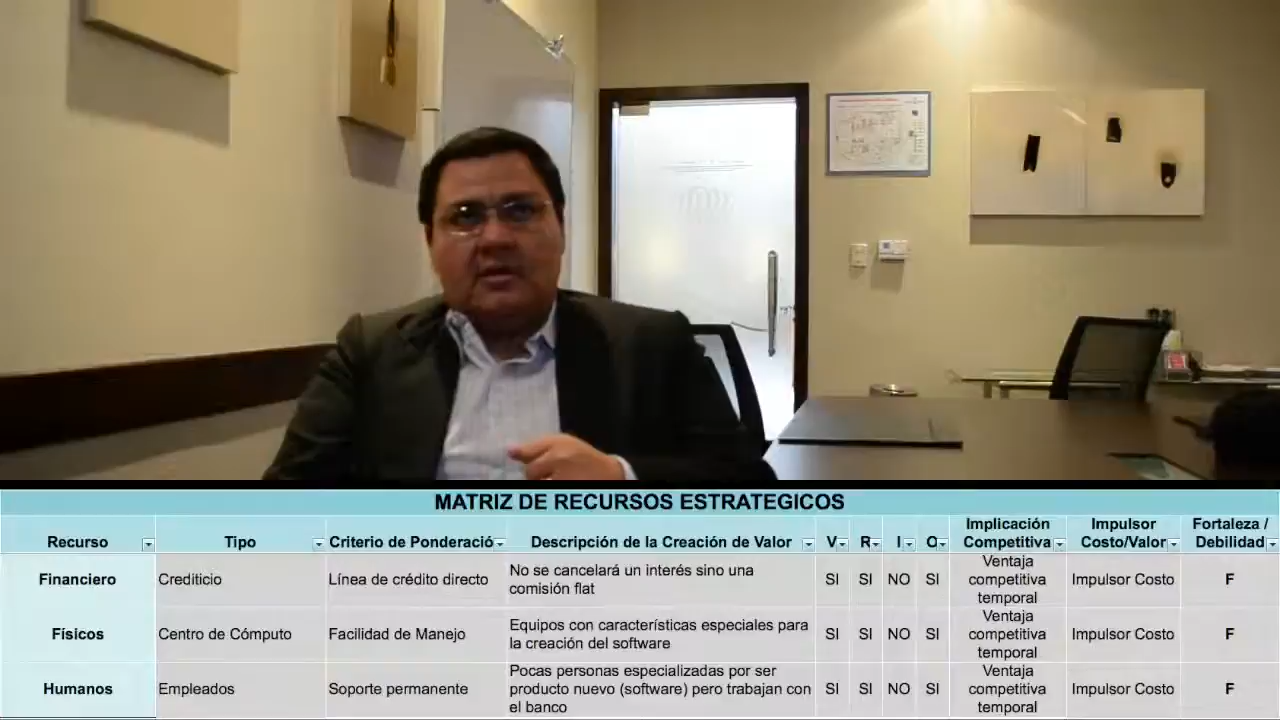 MATRIZ DE RECURSOS ESTRATEGICOS
Recurso Tipo Criterio de Ponderació Descripción de la Creación de Valor V R I O Implicación Competitiva Impulsor Costo/Valor Fortaleza / Debilidad
Financiero Crediticio Línea de crédito directo No se cancelará un interés sino una comisión flat SI SI NO SI Ventaja competitiva temporal Impulsor Costo F
Físicos Centro de Cómputo Facilidad de Manejo Equipos con características especiales para la creación del software SI SI NO SI Ventaja competitiva temporal Impulsor Costo F
Humanos Empleados Soporte permanente Pocas personas especializadas por ser producto nuevo (software) pero trabajan con el banco SI SI NO SI Ventaja competitiva temporal Impulsor Costo F